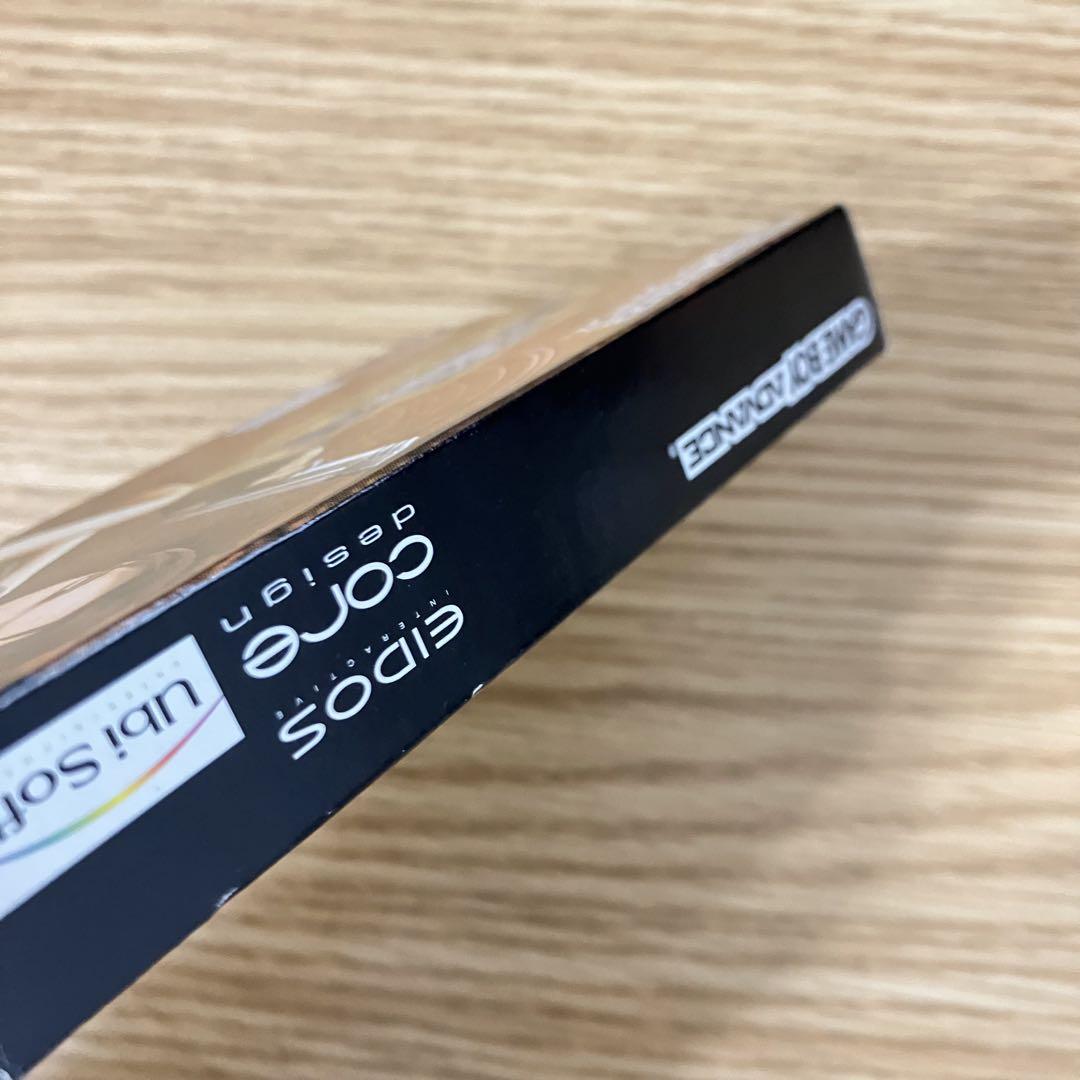 GAME BOY ADVANCE
core
design
EIDOS
INTERACTIVE
Ubi Soft